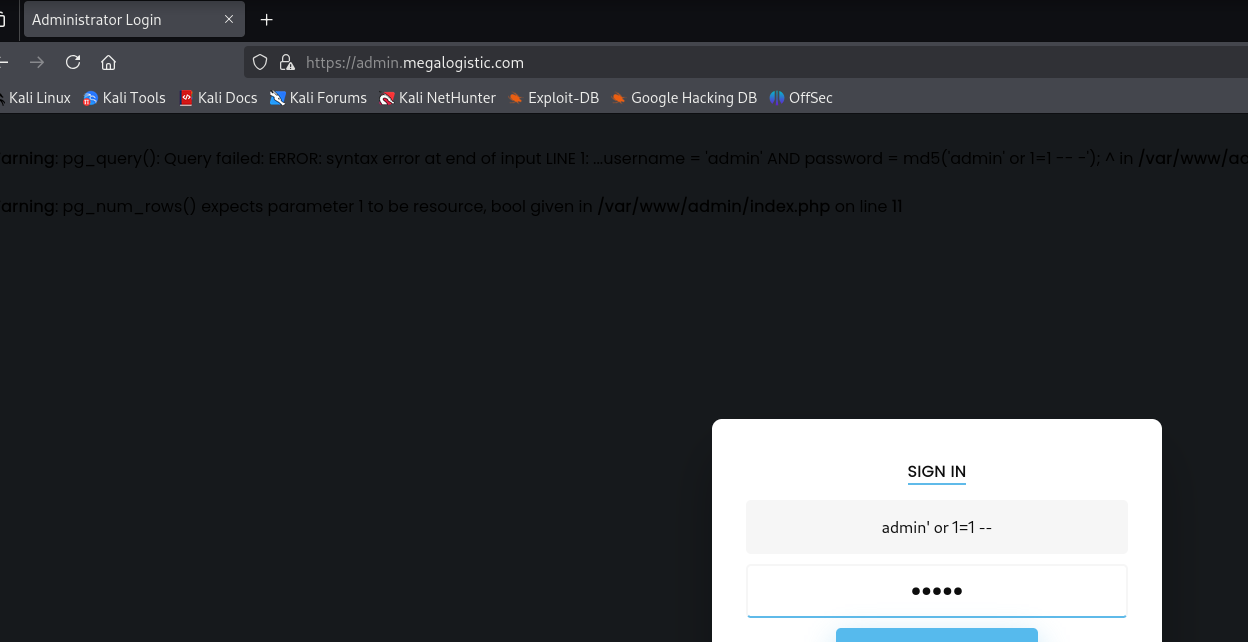 Administrator Login
https://admin.megalogistic.com
Kali Linux Kali Tools Kali Docs Kali Forums Kali NetHunter Exploit-DB Google Hacking DB OffSec
arning: pg_query(): Query failed: ERROR: syntax error at end of input LINE 1: ...username = 'admin' AND password = md5('admin' or 1=1 -- -'); ^ in /var/www/ad
arning: pg_num_rows() expects parameter 1 to be resource, bool given in /var/www/admin/index.php on line 11
SIGN IN
admin' or 1=1 --